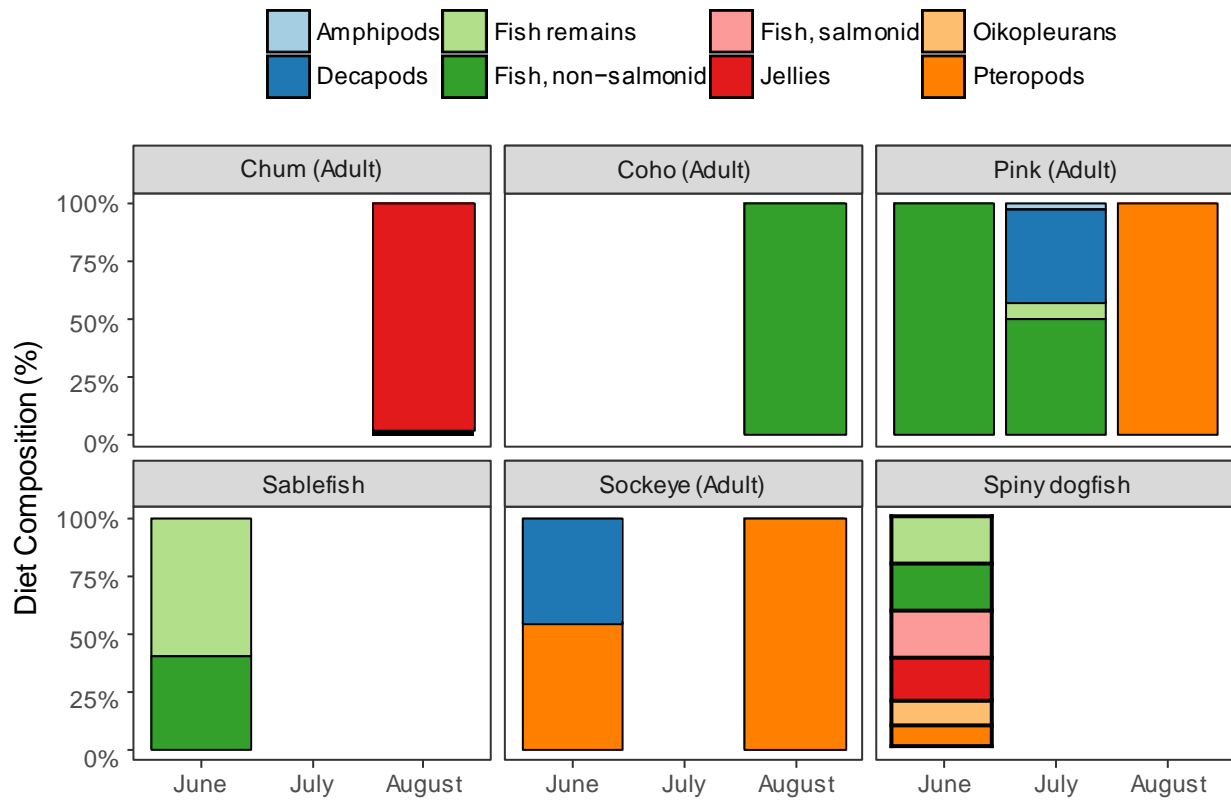 Amphipods Fish remains Fish, salmonid Oikopleurans
Decapods Fish, non−salmonid Jellies Pteropods
Chum (Adult) Coho (Adult) Pink (Adult)
100%
75%
50%
25%
0%
Sablefish Sockeye (Adult) Spiny dogfish
100%
75%
50%
25%
0%
Diet Composition (%)
June July August June July August June July August